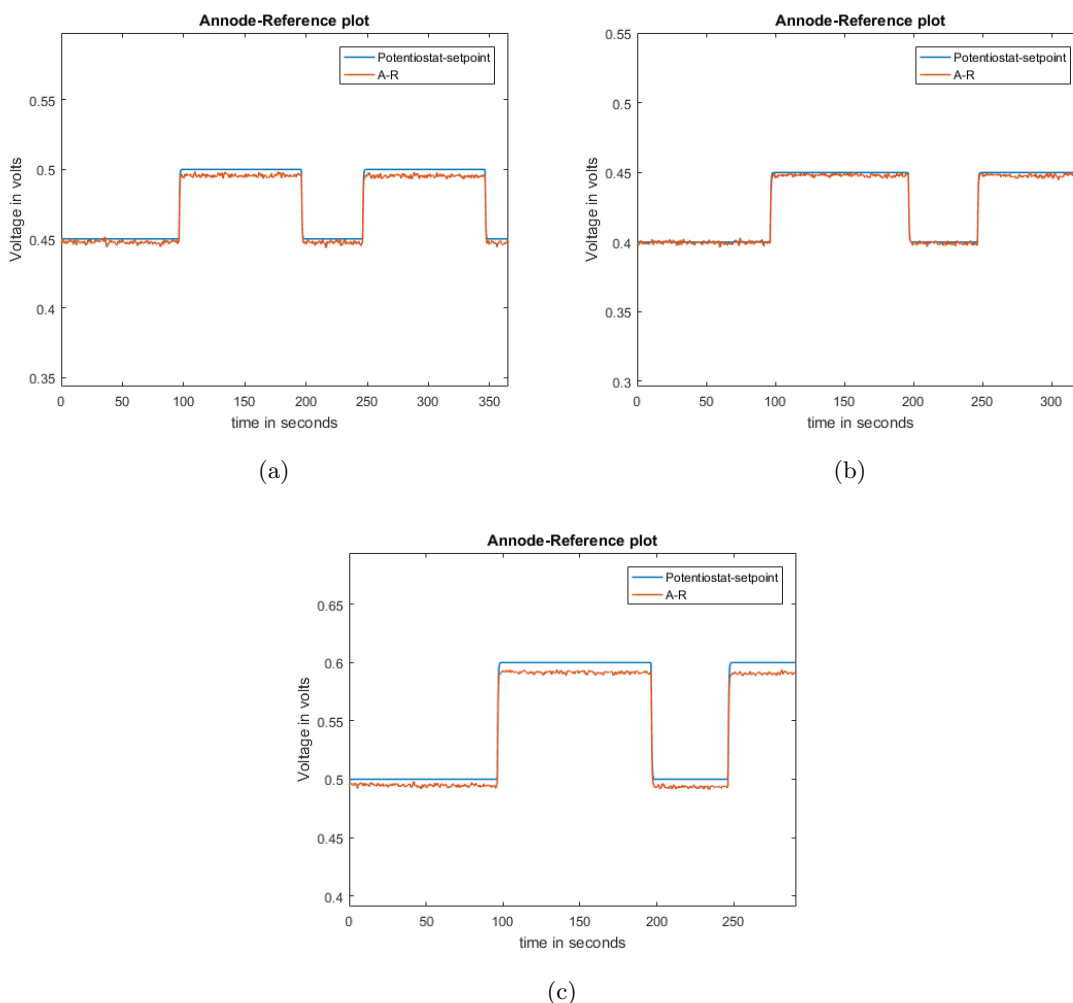 Annode-Reference plot
Potentiostat-setpoint
A-R
Voltage in volts
0.55
0.5
0.45
0.4
0.35
0 50 100 150 200 250 300 350
time in seconds
(a)
Annode-Reference plot
Potentiostat-setpoint
A-R
Voltage in volts
0.55
0.5
0.45
0.4
0.35
0.3
0 50 100 150 200 250 300
time in seconds
(b)
Annode-Reference plot
Potentiostat-setpoint
A-R
Voltage in volts
0.65
0.6
0.55
0.5
0.45
0.4
0 50 100 150 200 250
time in seconds
(c)